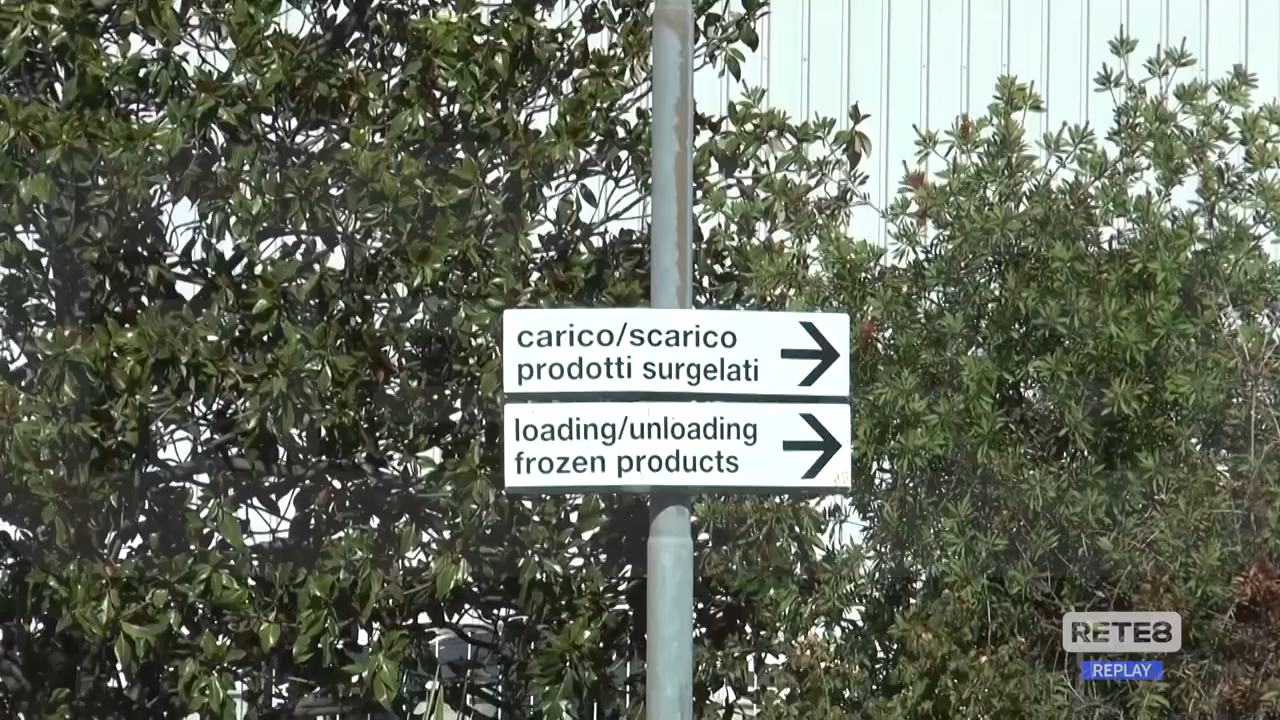 carico/scarico
prodotti surgelati
loading/unloading
frozen products
RETE8
REPLAY